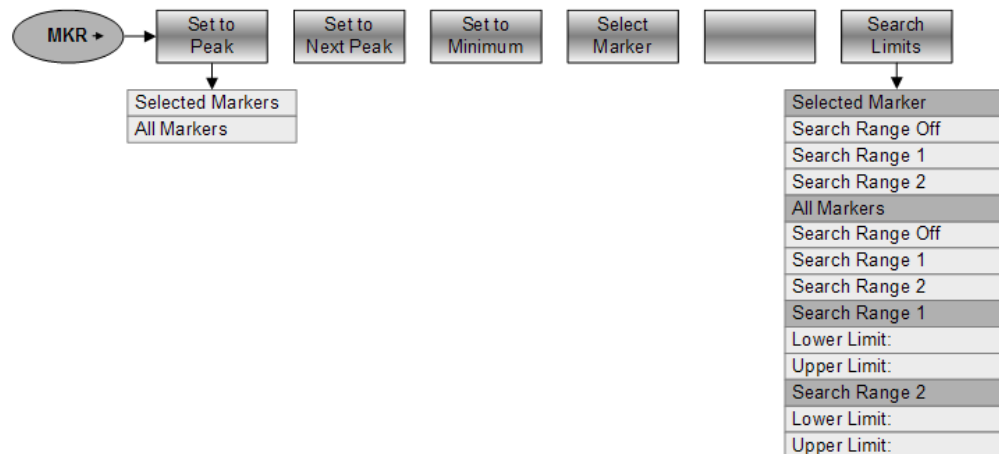 MKR →
Set to
Peak
Set to
Next Peak
Set to
Minimum
Select
Marker
Search
Limits
Selected Markers
All Markers
Selected Marker
Search Range Off
Search Range 1
Search Range 2
All Markers
Search Range Off
Search Range 1
Search Range 2
Search Range 1
Lower Limit:
Upper Limit:
Search Range 2
Lower Limit:
Upper Limit: